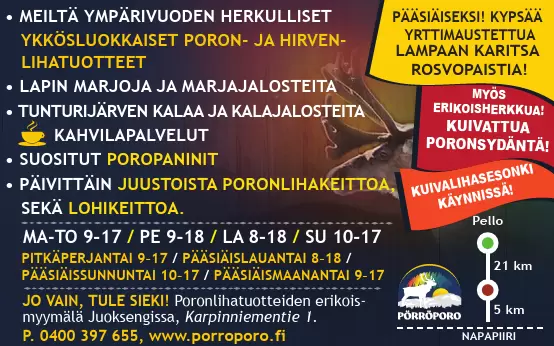 • MEILTÄ YMPÄRIVUODEN HERKULLISET
YKKÖSLUOKKAISET PORON- JA HIRVEN-
LIHATUOTTEET
• LAPIN MARJOJA JA MARJAJALOSTEITA
• TUNTURIJÄRVEN KALAA JA KALAJALOSTEITA
KAHVILAPALVELUT
• SUOSITUT POROPANINIT
• PÄIVITTÄIN JUUSTOISTA PORONLIHAKEITTOA,
SEKÄ LOHIKEITTOA.
MA-TO 9-17 / PE 9-18 / LA 8-18 / SU 10-17
PITKÄPERJANTAI 9-17 / PÄÄSIÄISLAUANTAI 8-18 /
PÄÄSIÄISSUNNUNTAI 10-17 / PÄÄSIÄISMAANANTAI 9-17
JO VAIN, TULE SIEKI! Poronlihatuotteiden erikois-
myymälä Juoksengissa, Karpinniementie 1.
P. 0400 397 655, www.porroporo.fi
PÄÄSIÄISEKSI! KYPSÄÄ
YRTTIMAUSTETTUA
LAMPAAN KARITSA
ROSVOPAISTIA!
MYÖS
ERIKOISHERKKUA!
KUIVATTUA
PORONSYDÄNTÄ!
KUIVALIHASESONKI
KÄYNNISSÄ!
Pello
21 km
5 km
NAPAPIIRI
PÖRRÖPORO